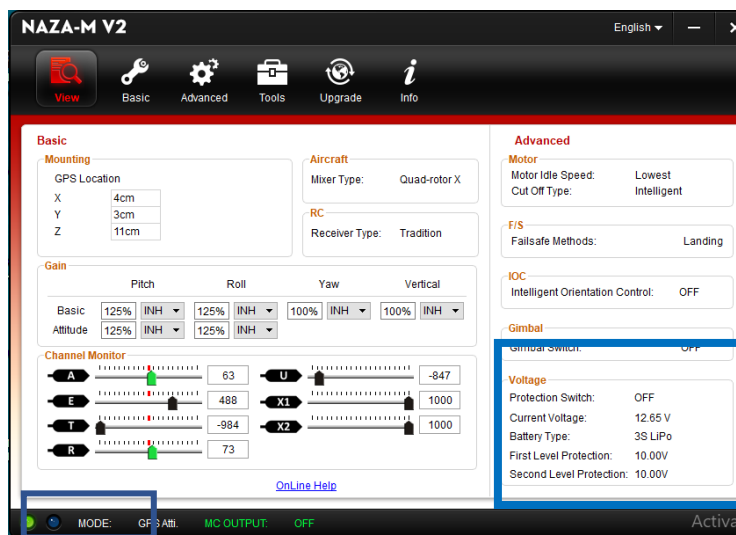 NAZA-M V2 English
View Basic Advanced Tools Upgrade Info
Basic
Mounting
GPS Location
X 4cm
Y 3cm
Z 11cm
Aircraft
Mixer Type: Quad-rotor X
RC
Receiver Type: Tradition
Gain
Pitch Roll Yaw Vertical
Basic 125% INH 125% INH 100% INH 100% INH
Attitude 125% INH 125% INH
Channel Monitor
A 63 U -847
E 488 X1 1000
T -984 X2 1000
R 73
OnLine Help
Advanced
Motor
Motor Idle Speed: Lowest
Cut Off Type: Intelligent
F/S
Failsafe Methods: Landing
IOC
Intelligent Orientation Control: OFF
Gimbal
Gimbal Switch: OFF
Voltage
Protection Switch: OFF
Current Voltage: 12.65 V
Battery Type: 3S LiPo
First Level Protection: 10.00V
Second Level Protection: 10.00V
MODE: GPS Atti. MC OUTPUT: OFF
Activa